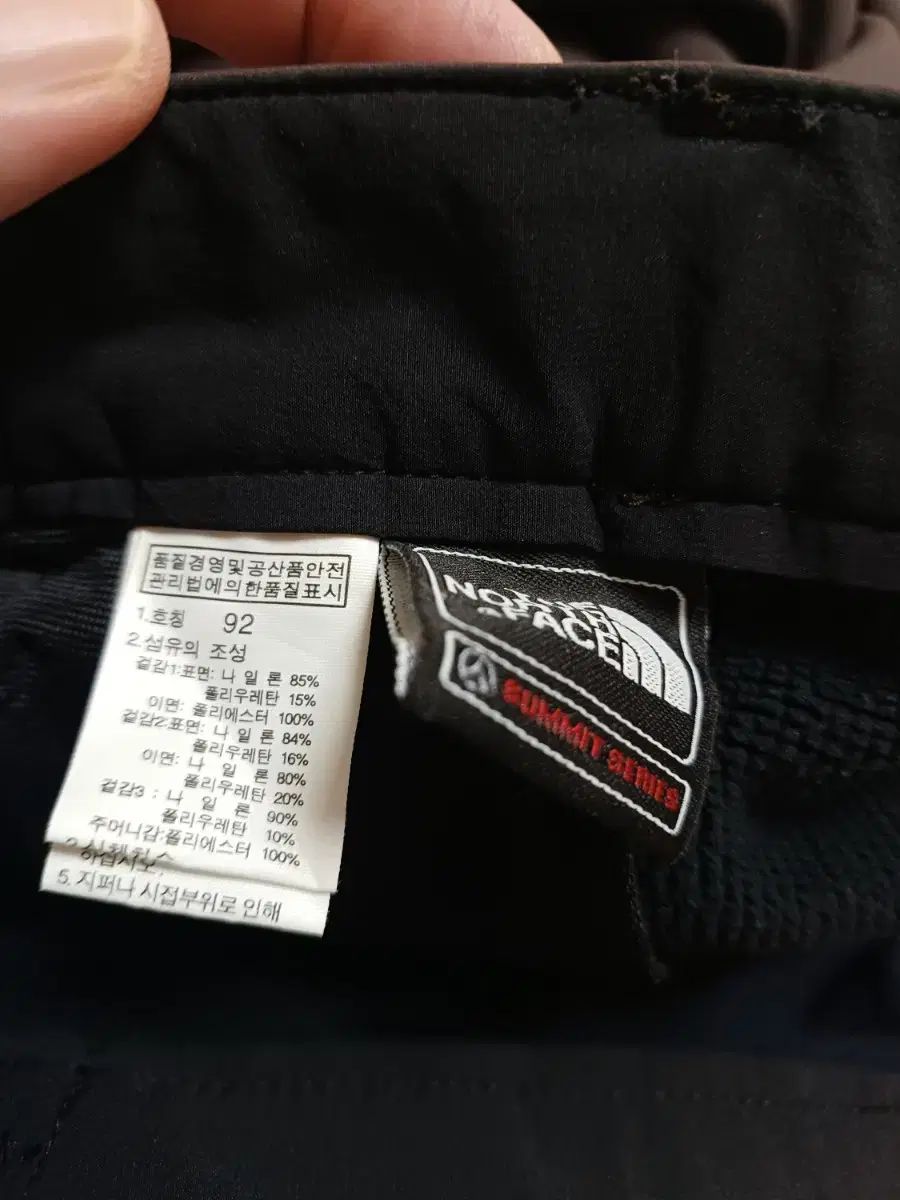 품질경영및공산품안전
관리법에의한품질표시
1.호칭 92
2.섬유의 조성
겉감1:표면: 나 일 론 85%
폴리우레탄 15%
이면: 폴리에스터 100%
겉감2:표면: 나 일 론 84%
폴리우레탄 16%
이면: 나 일 론 80%
폴리우레탄 20%
겉감3 : 나 일 론 90%
폴리우레탄 10%
주머니감:폴리에스터 100%
하십시오.
5. 지퍼나 시접부위로 인해
THE
NORTH
FACE
SUMMIT SERIES